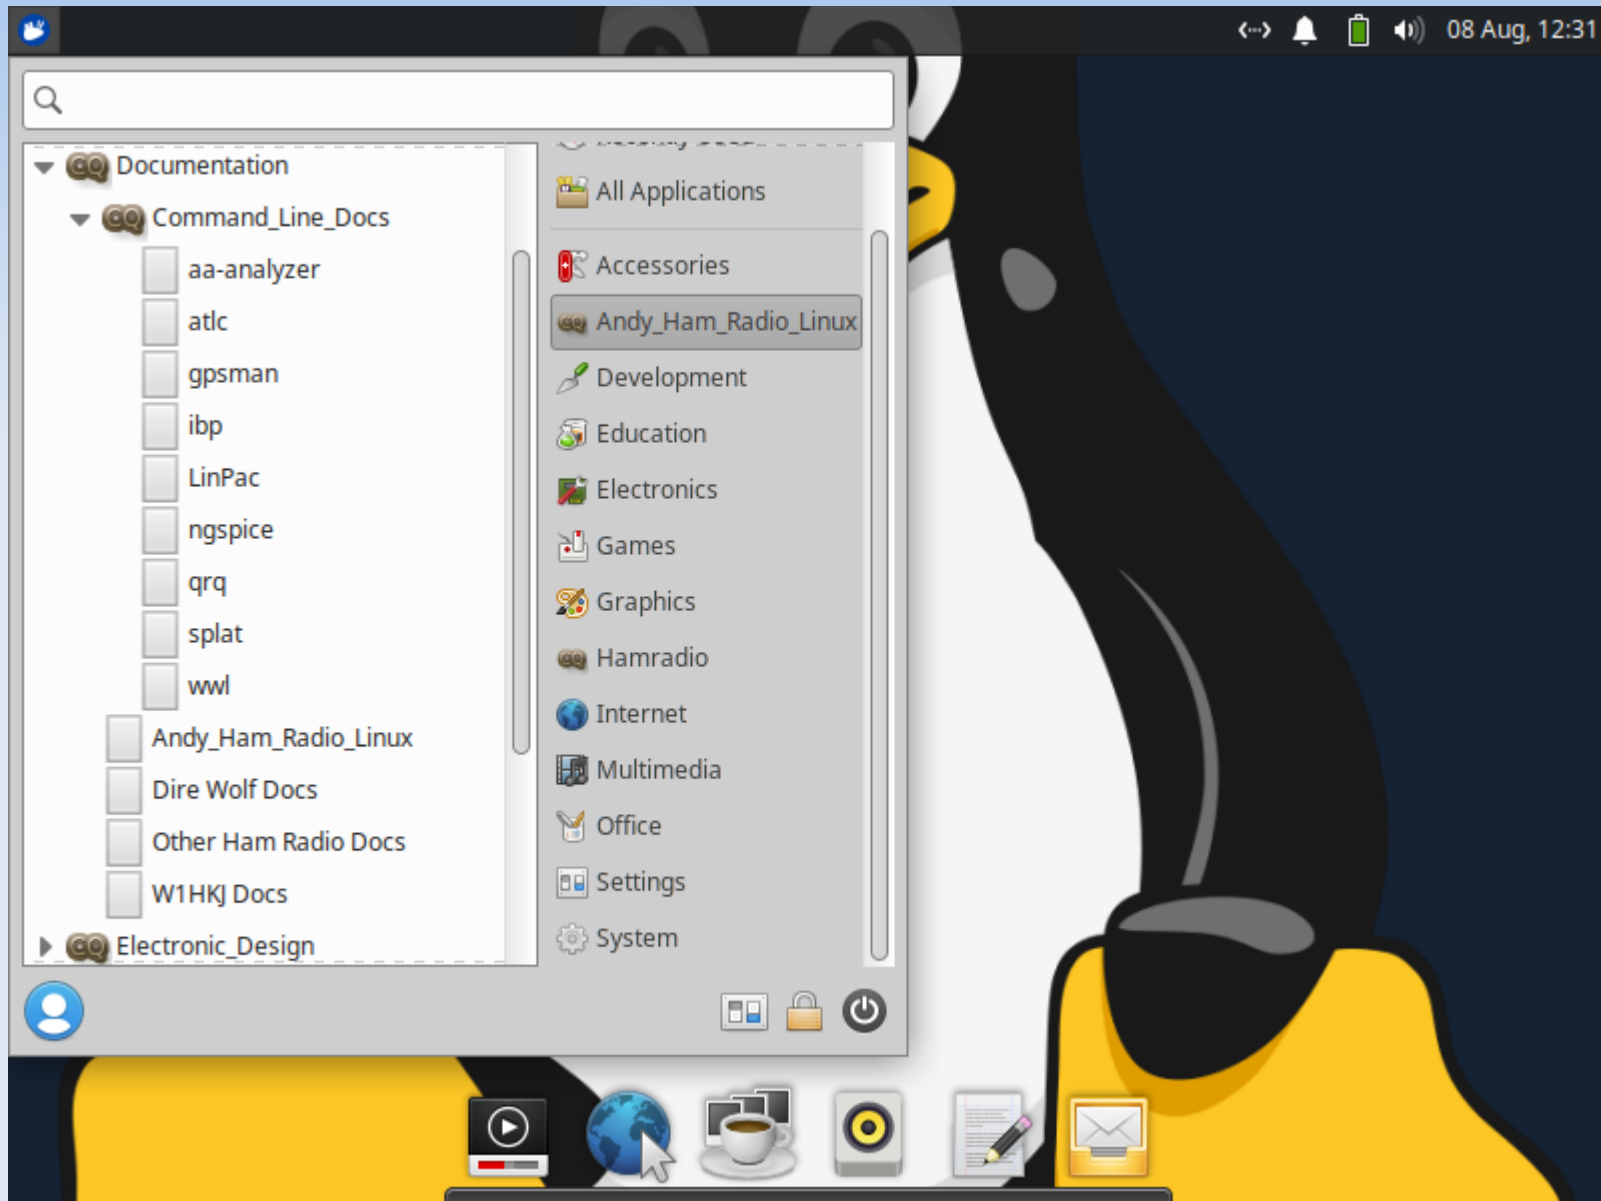 08 Aug, 12:31
Documentation
Command_Line_Docs
aa-analyzer
atlc
gpsman
ibp
LinPac
ngspice
qrq
splat
wwl
Andy_Ham_Radio_Linux
Dire Wolf Docs
Other Ham Radio Docs
W1HKJ Docs
Electronic_Design
All Applications
Accessories
Andy_Ham_Radio_Linux
Development
Education
Electronics
Games
Graphics
Hamradio
Internet
Multimedia
Office
Settings
System